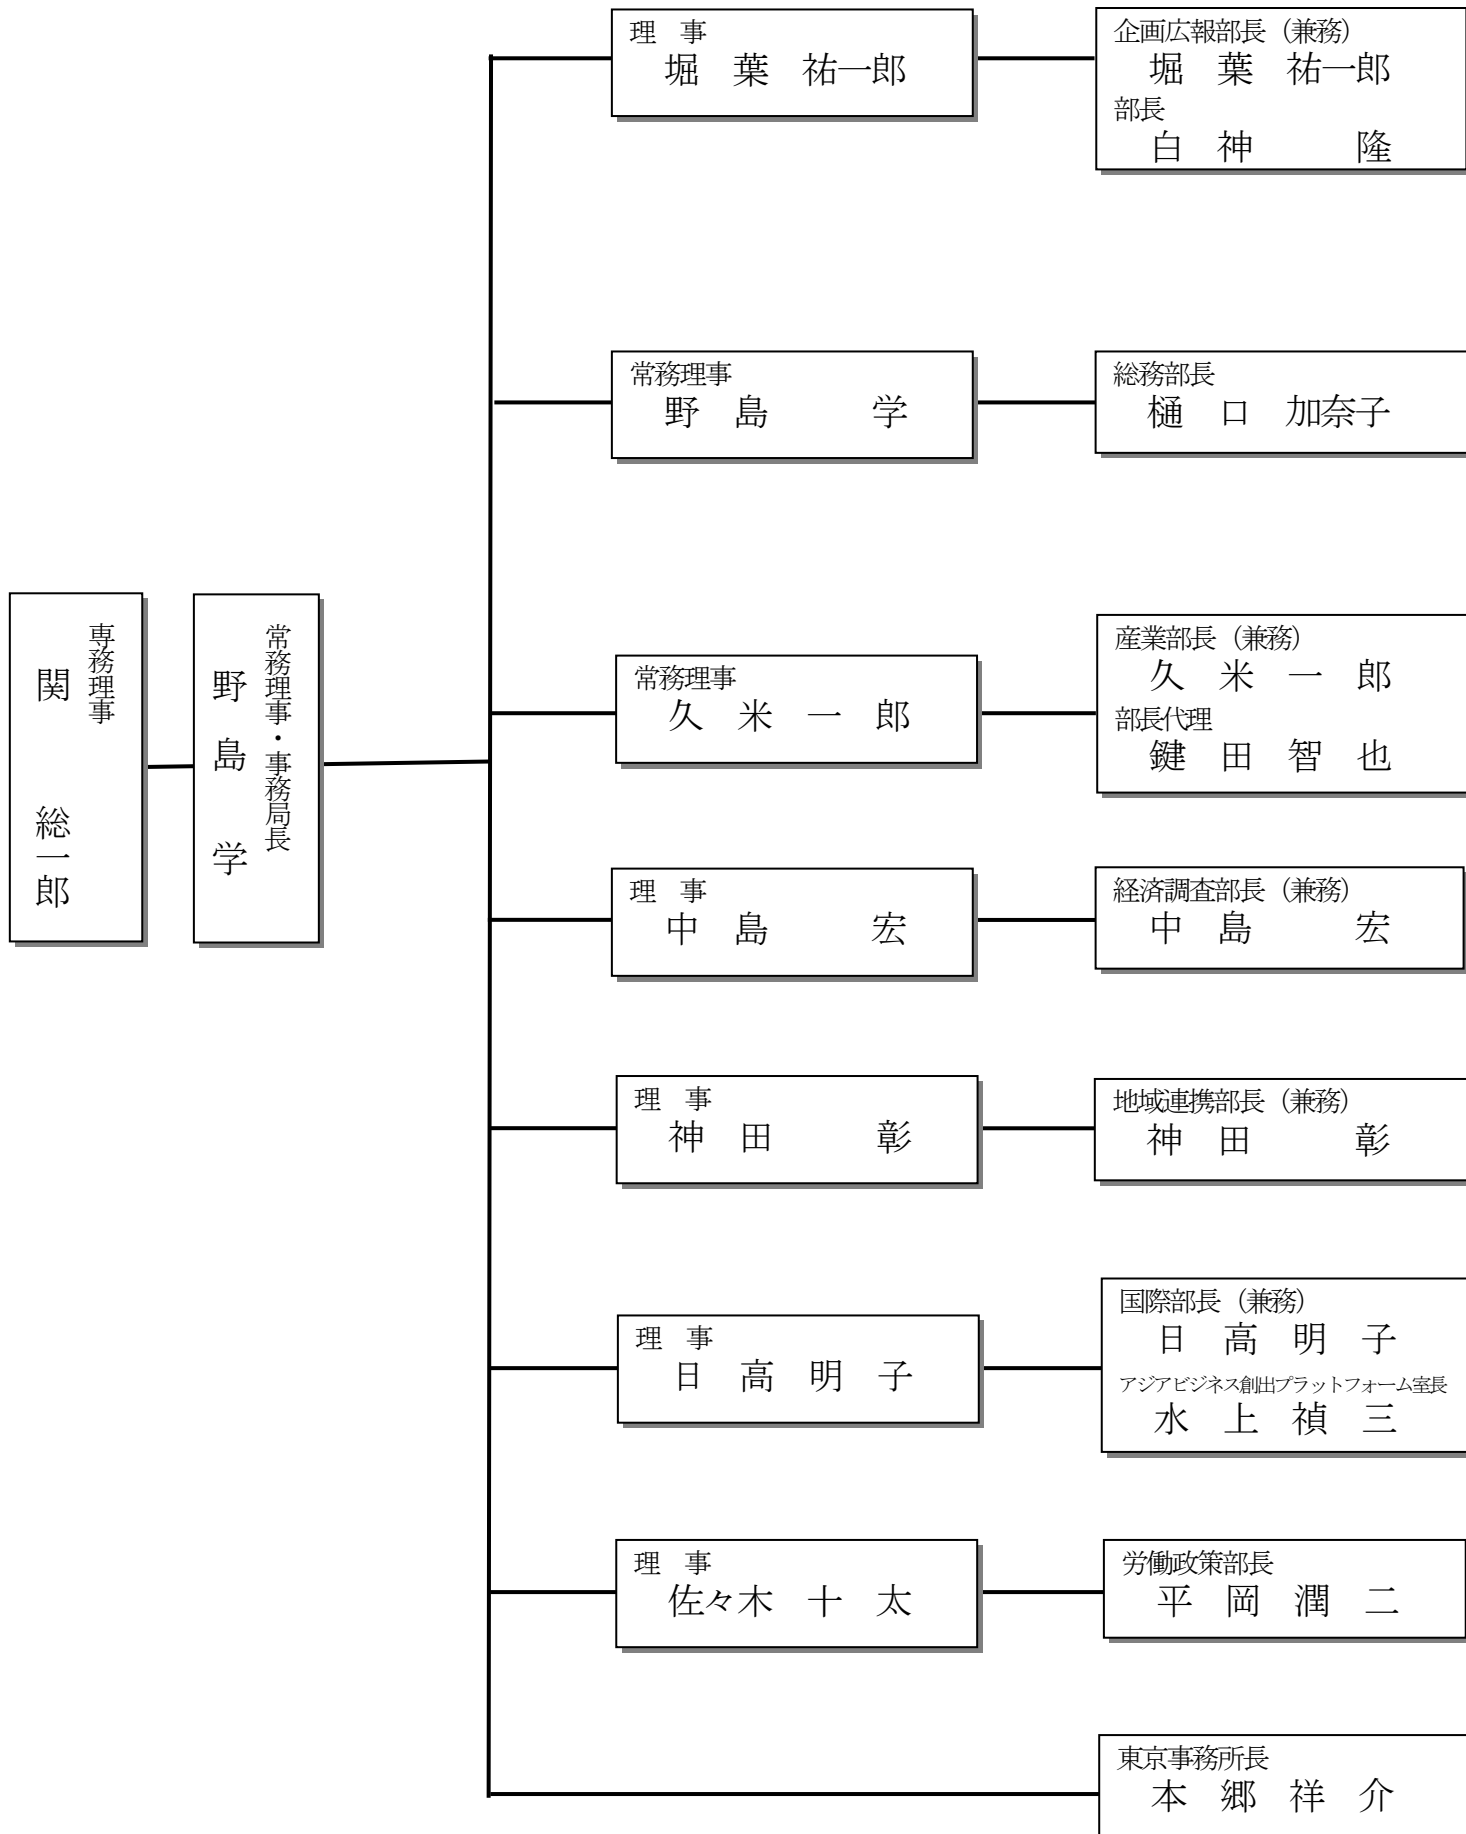 専務理事
関　総一郎
常務理事・事務局長
野　島　学
理　事
堀　葉　祐一郎
企画広報部長（兼務）
堀　葉　祐一郎
部長
白　神　　隆
常務理事
野　島　　学
総務部長
樋　口　加奈子
常務理事
久　米　一　郎
産業部長（兼務）
久　米　一　郎
部長代理
鍵　田　智　也
理　事
中　島　　宏
経済調査部長（兼務）
中　島　　宏
理　事
神　田　　彰
地域連携部長（兼務）
神　田　　彰
理　事
日　高　明　子
国際部長（兼務）
日　高　明　子
アジアビジネス創出プラットフォーム室長
水　上　禎　三
理　事
佐々木　十　太
労働政策部長
平　岡　潤　二
東京事務所長
本　郷　祥　介